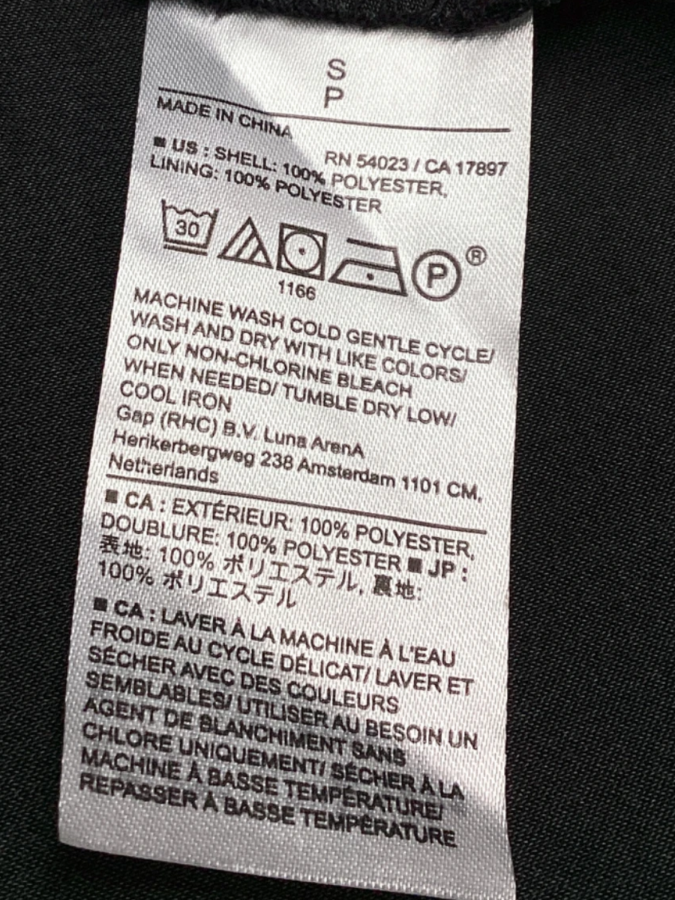 S
P
MADE IN CHINA
RN 54023 / CA 17897
■ US : SHELL: 100% POLYESTER,
LINING: 100% POLYESTER
30
P
®
1166
MACHINE WASH COLD GENTLE CYCLE/
WASH AND DRY WITH LIKE COLORS/
ONLY NON-CHLORINE BLEACH
WHEN NEEDED/ TUMBLE DRY LOW/
COOL IRON
Gap (RHC) B.V. Luna ArenA
Herikerbergweg 238 Amsterdam 1101 CM,
Netherlands
■ CA : EXTÉRIEUR: 100% POLYESTER,
DOUBLURE: 100% POLYESTER ■ JP :
表地: 100% ポリエステル, 裏地:
100% ポリエステル
■ CA : LAVER À LA MACHINE À L'EAU
FROIDE AU CYCLE DÉLICAT/ LAVER ET
SÉCHER AVEC DES COULEURS
SEMBLABLES/ UTILISER AU BESOIN UN
AGENT DE BLANCHIMENT SANS
CHLORE UNIQUEMENT/ SÉCHER À LA
MACHINE À BASSE TEMPÉRATURE/
REPASSER À BASSE TEMPÉRATURE